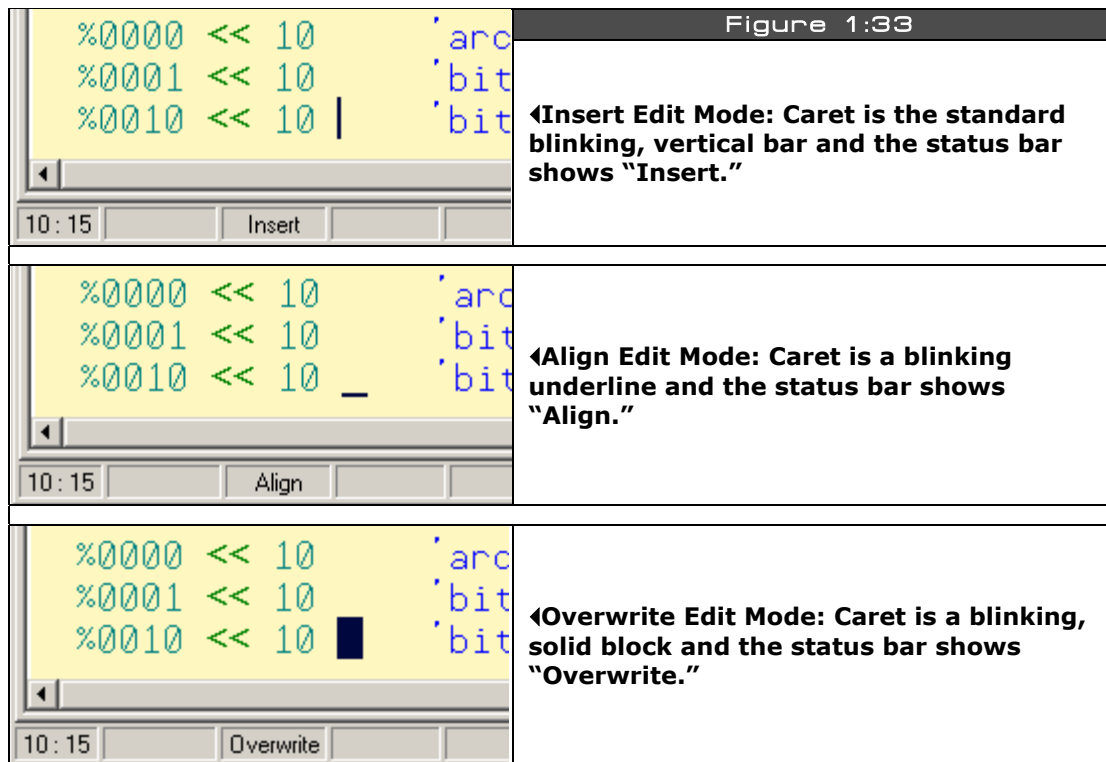 Figure 1:33
%0000 << 10 'arc
%0001 << 10 'bit
%0010 << 10 'bit
10 : 15 Insert
Insert Edit Mode: Caret is the standard
blinking, vertical bar and the status bar
shows “Insert.”
%0000 << 10 'arc
%0001 << 10 'bit
%0010 << 10 _ 'bit
10 : 15 Align
Align Edit Mode: Caret is a blinking
underline and the status bar shows
“Align.”
%0000 << 10 'arc
%0001 << 10 'bit
%0010 << 10 'bit
10 : 15 Overwrite
Overwrite Edit Mode: Caret is a blinking,
solid block and the status bar shows
“Overwrite.”